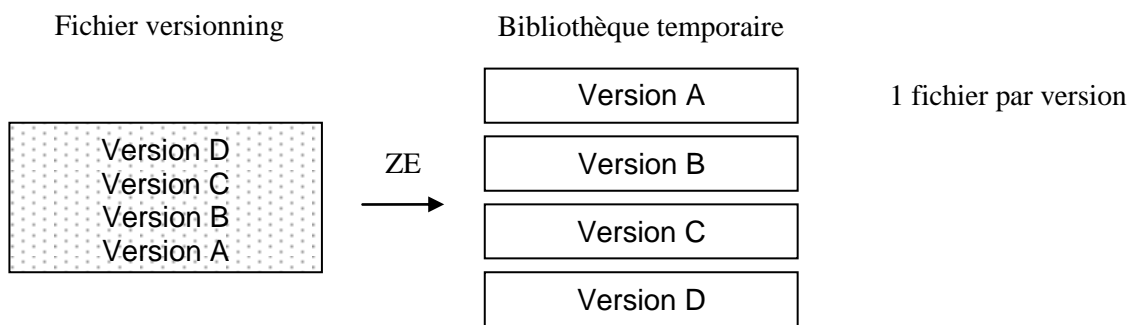 Fichier versionning
Bibliothèque temporaire
Version A
1 fichier par version
Version D
Version C
Version B
Version A
ZE
Version B
Version C
Version D